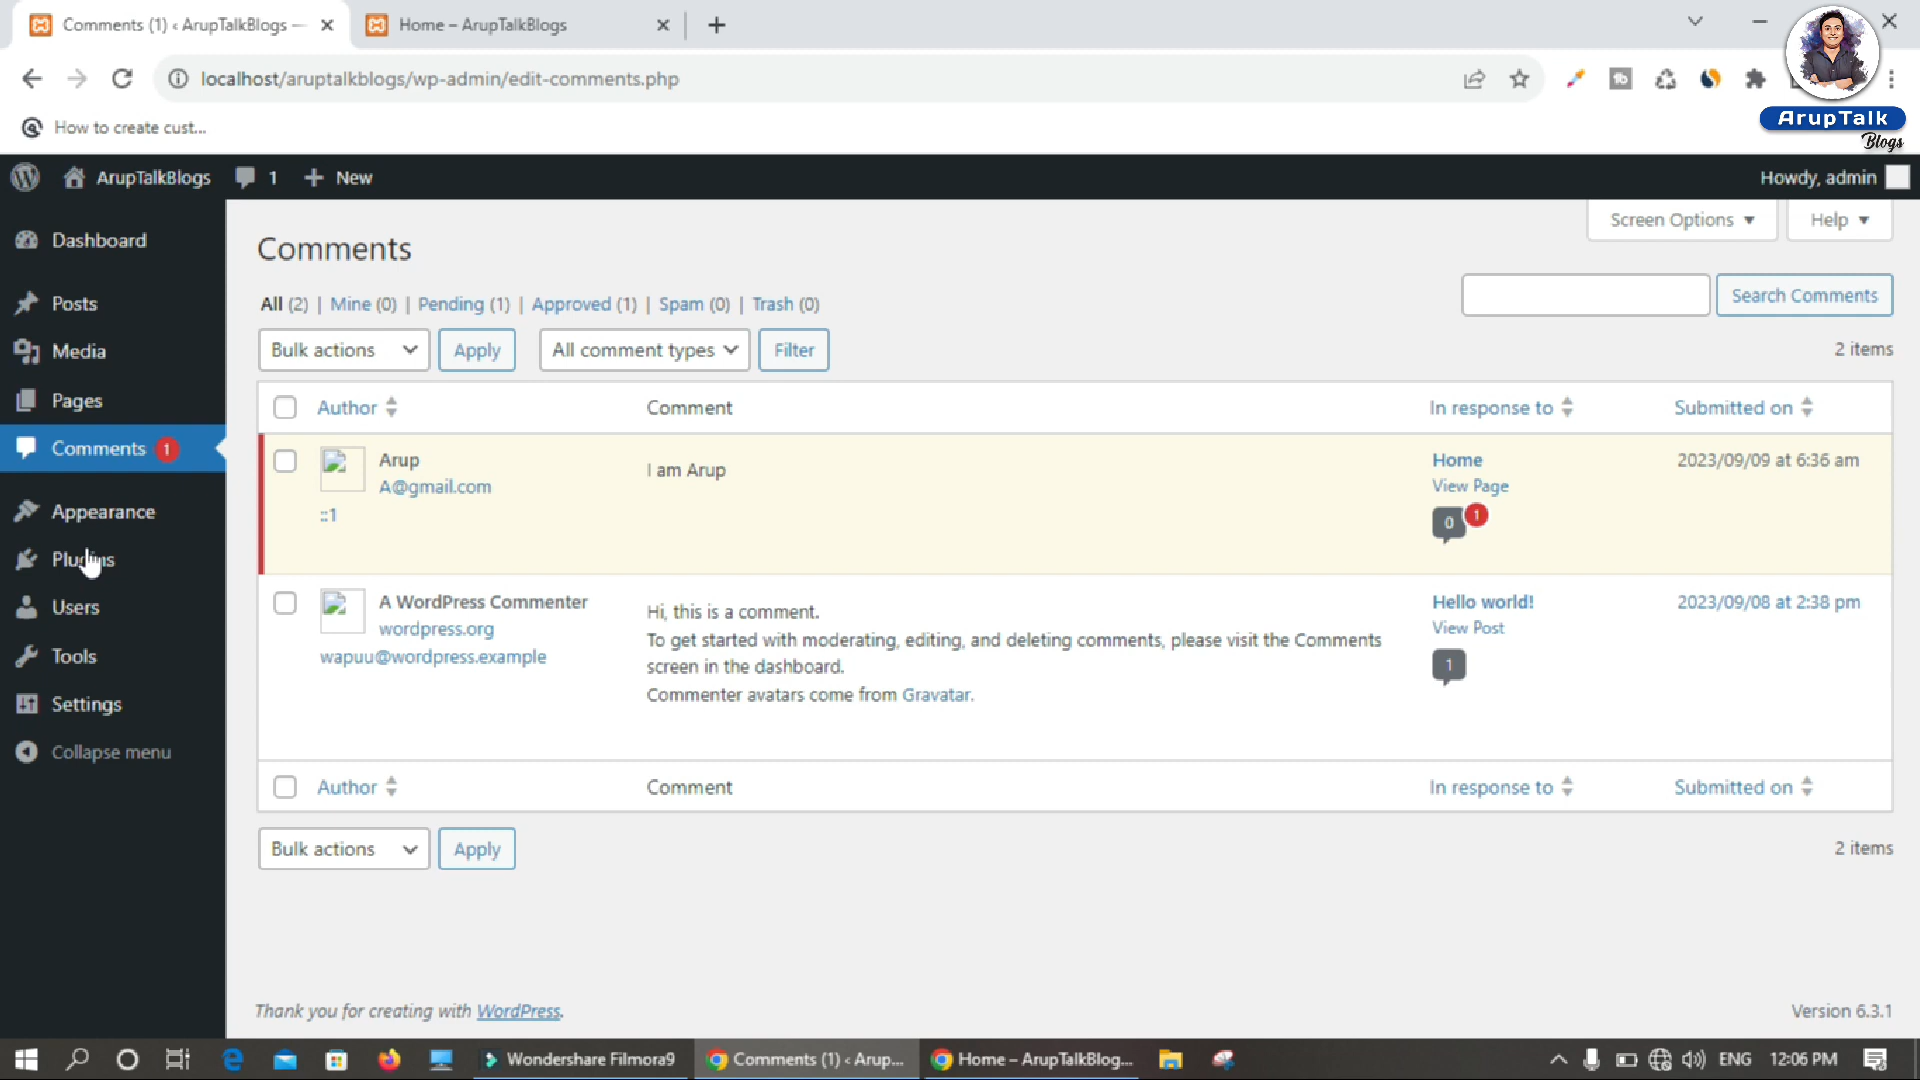 Comments (1) ‹ ArupTalkBlogs —
Home – ArupTalkBlogs
localhost/aruptalkblogs/wp-admin/edit-comments.php
How to create cust...
ArupTalk
Blogs
ArupTalkBlogs 1 New
Howdy, admin
Screen Options
Help
Dashboard
Posts
Media
Pages
Comments 1
Appearance
Plugins
Users
Tools
Settings
Collapse menu
Comments
All (2) | Mine (0) | Pending (1) | Approved (1) | Spam (0) | Trash (0)
Search Comments
Bulk actions Apply All comment types Filter
2 items
Author Comment In response to Submitted on
Arup
A@gmail.com
::1
I am Arup
Home
View Page
0 1
2023/09/09 at 6:36 am
A WordPress Commenter
wordpress.org
wapuu@wordpress.example
Hi, this is a comment.
To get started with moderating, editing, and deleting comments, please visit the Comments
screen in the dashboard.
Commenter avatars come from Gravatar.
Hello world!
View Post
1
2023/09/08 at 2:38 pm
Author Comment In response to Submitted on
Bulk actions Apply
2 items
Thank you for creating with WordPress.
Version 6.3.1
Wondershare Filmora9
Comments (1) ‹ Arup...
Home – ArupTalkBlog...
ENG 12:06 PM